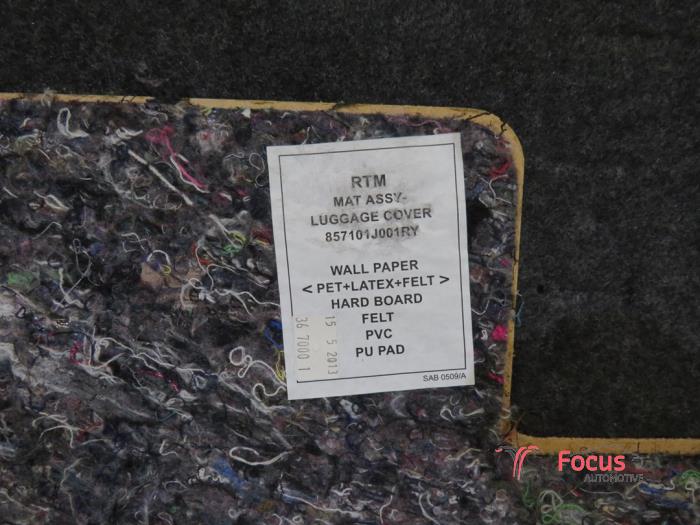 RTM
MAT ASSY-
LUGGAGE COVER
857101J001RY
WALL PAPER
< PET+LATEX+FELT >
HARD BOARD
FELT
PVC
PU PAD
15 5 2013
36 7000 1
SAB 0509/A
Focus
AUTOMOTIVE